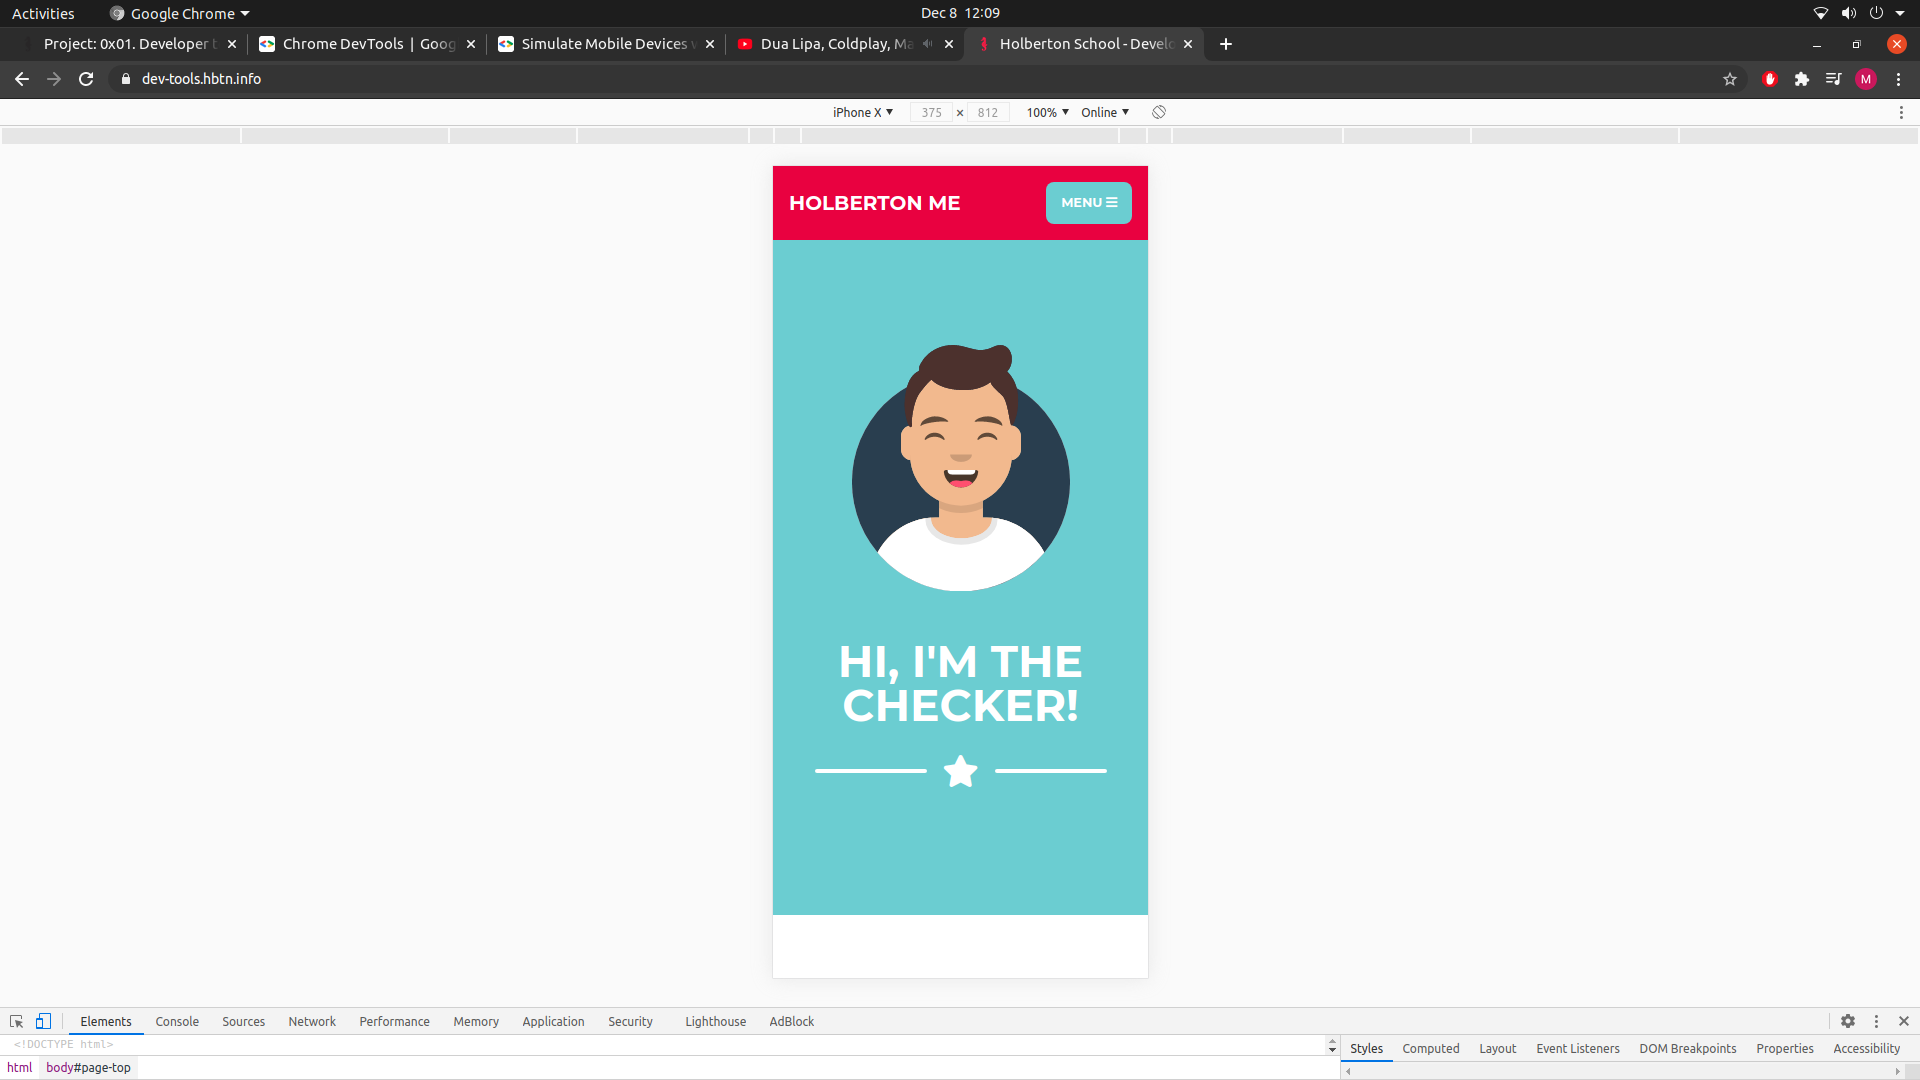 Activities
Google Chrome
Dec 8 12:09
Project: 0x01. Developer t
Chrome DevTools | Goog
Simulate Mobile Devices
Dua Lipa, Coldplay, Ma
Holberton School - Develo
dev-tools.hbtn.info
M
iPhone X
375 × 812
100%
Online
HOLBERTON ME
MENU
HI, I'M THE
CHECKER!
Elements
Console
Sources
Network
Performance
Memory
Application
Security
Lighthouse
AdBlock
<!DOCTYPE html>
Styles
Computed
Layout
Event Listeners
DOM Breakpoints
Properties
Accessibility
html
body#page-top